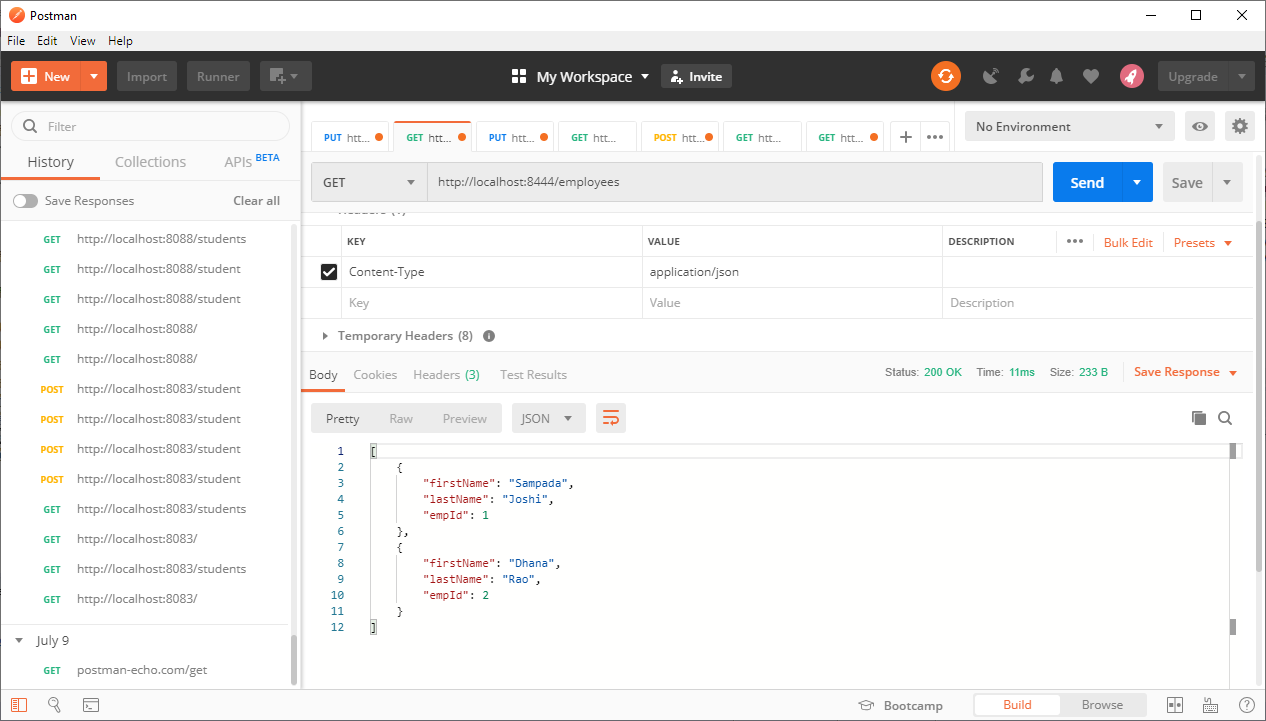 Postman
File Edit View Help
New Import Runner My Workspace Invite Upgrade
Filter
History Collections APIs BETA
Save Responses Clear all
GET http://localhost:8088/students
GET http://localhost:8088/student
GET http://localhost:8088/student
GET http://localhost:8088/
GET http://localhost:8088/
POST http://localhost:8083/student
POST http://localhost:8083/student
POST http://localhost:8083/student
POST http://localhost:8083/student
GET http://localhost:8083/students
GET http://localhost:8083/
GET http://localhost:8083/students
GET http://localhost:8083/
July 9
GET postman-echo.com/get
PUT htt... GET htt... PUT htt... GET htt... POST htt... GET htt... GET htt... + ••• No Environment
GET http://localhost:8444/employees Send Save
KEY VALUE DESCRIPTION ••• Bulk Edit Presets
Content-Type application/json
Key Value Description
Temporary Headers (8) i
Body Cookies Headers (3) Test Results Status: 200 OK Time: 11ms Size: 233 B Save Response
Pretty Raw Preview JSON
1 [
2 {
3 "firstName": "Sampada",
4 "lastName": "Joshi",
5 "empId": 1
6 },
7 {
8 "firstName": "Dhana",
9 "lastName": "Rao",
10 "empId": 2
11 }
12 ]
Bootcamp Build Browse ?